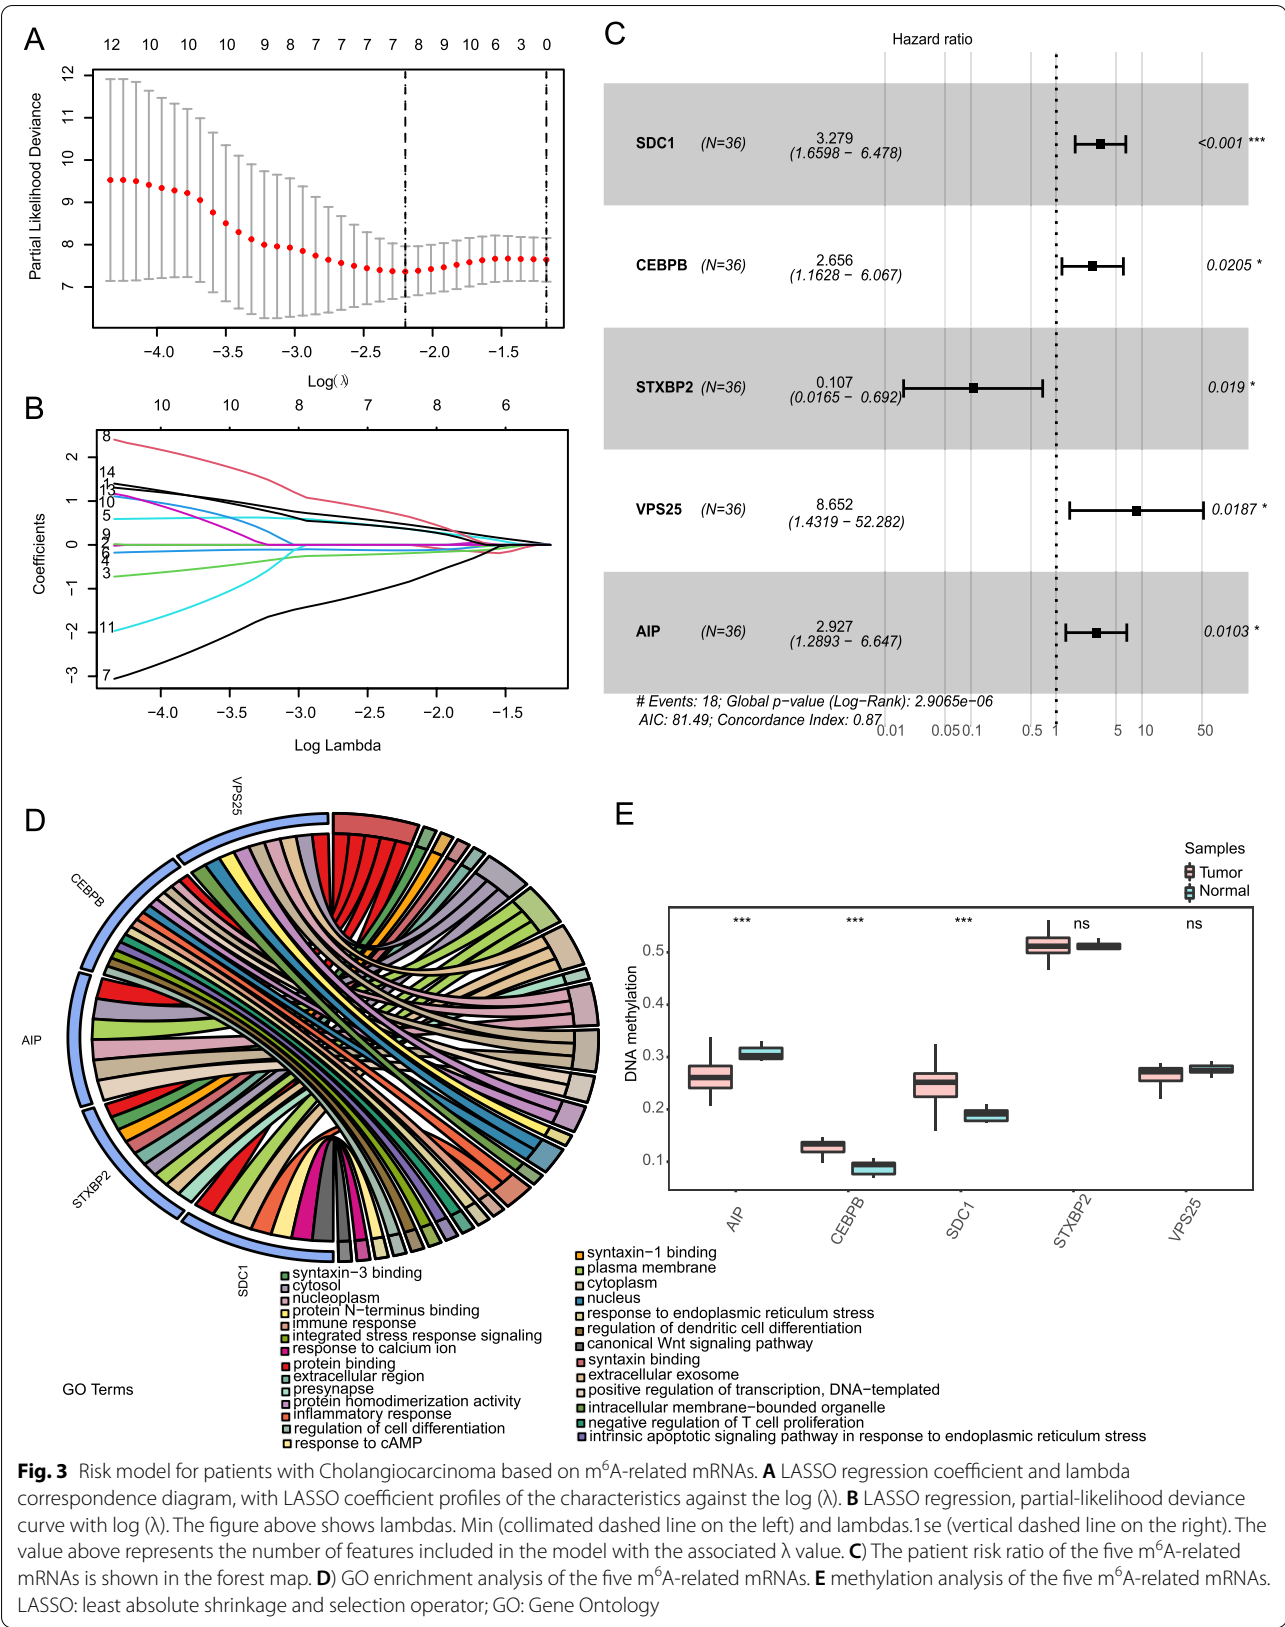 A
12 10 10 10 9 8 7 7 7 7 8 9 10 6 3 0
12
11
10
9
8
7
Partial Likelihood Deviance
−4.0 −3.5 −3.0 −2.5 −2.0 −1.5
Log(λ)
B
10 10 8 7 8 6
2
1
0
−1
−2
−3
Coefficients
8
14
1
13
10
5
9
2
6
4
3
11
7
−4.0 −3.5 −3.0 −2.5 −2.0 −1.5
Log Lambda
C
Hazard ratio
SDC1 (N=36) 3.279 <0.001 ***
(1.6598 − 6.478)
CEBPB (N=36) 2.656 0.0205 *
(1.1628 − 6.067)
STXBP2 (N=36) 0.107 0.019 *
(0.0165 − 0.692)
VPS25 (N=36) 8.652 0.0187 *
(1.4319 − 52.282)
AIP (N=36) 2.927 0.0103 *
(1.2893 − 6.647)
# Events: 18; Global p−value (Log−Rank): 2.9065e−06
AIC: 81.49; Concordance Index: 0.87
0.01 0.05 0.1 0.5 1 5 10 50
D
VPS25
CEBPB
AIP
STXBP2
SDC1
GO Terms
syntaxin−3 binding
cytosol
nucleoplasm
protein N−terminus binding
immune response
integrated stress response signaling
response to calcium ion
protein binding
extracellular region
presynapse
protein homodimerization activity
inflammatory response
regulation of cell differentiation
response to cAMP
syntaxin−1 binding
plasma membrane
cytoplasm
nucleus
response to endoplasmic reticulum stress
regulation of dendritic cell differentiation
canonical Wnt signaling pathway
syntaxin binding
extracellular exosome
positive regulation of transcription, DNA−templated
intracellular membrane−bounded organelle
negative regulation of T cell proliferation
intrinsic apoptotic signaling pathway in response to endoplasmic reticulum stress
E
Samples
Tumor
Normal
*** *** *** ns ns
0.5
0.4
0.3
0.2
0.1
DNA methylation
AIP CEBPB SDC1 STXBP2 VPS25
Fig. 3 Risk model for patients with Cholangiocarcinoma based on m6A-related mRNAs. A LASSO regression coefficient and lambda
correspondence diagram, with LASSO coefficient profiles of the characteristics against the log (λ). B LASSO regression, partial-likelihood deviance
curve with log (λ). The figure above shows lambdas. Min (collimated dashed line on the left) and lambdas.1se (vertical dashed line on the right). The
value above represents the number of features included in the model with the associated λ value. C) The patient risk ratio of the five m6A-related
mRNAs is shown in the forest map. D) GO enrichment analysis of the five m6A-related mRNAs. E methylation analysis of the five m6A-related mRNAs.
LASSO: least absolute shrinkage and selection operator; GO: Gene Ontology